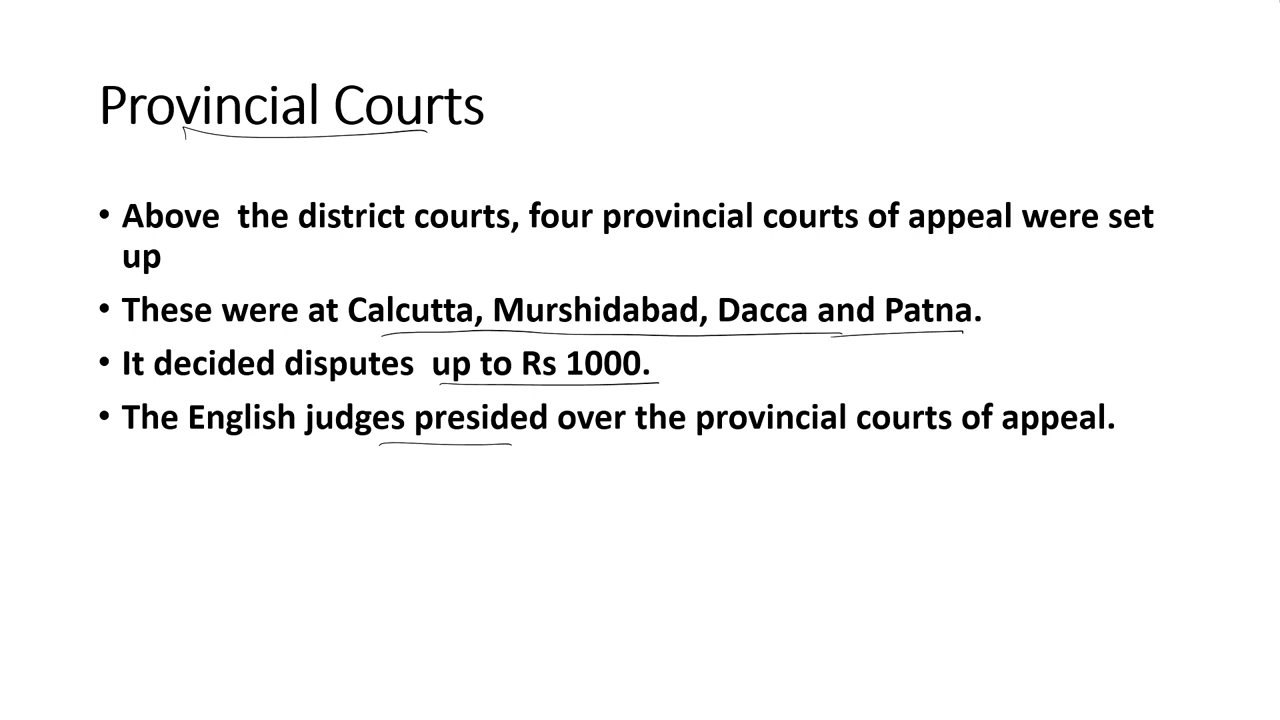 Provincial Courts
• Above  the district courts, four provincial courts of appeal were set
up
• These were at Calcutta, Murshidabad, Dacca and Patna.
• It decided disputes  up to Rs 1000.
• The English judges presided over the provincial courts of appeal.